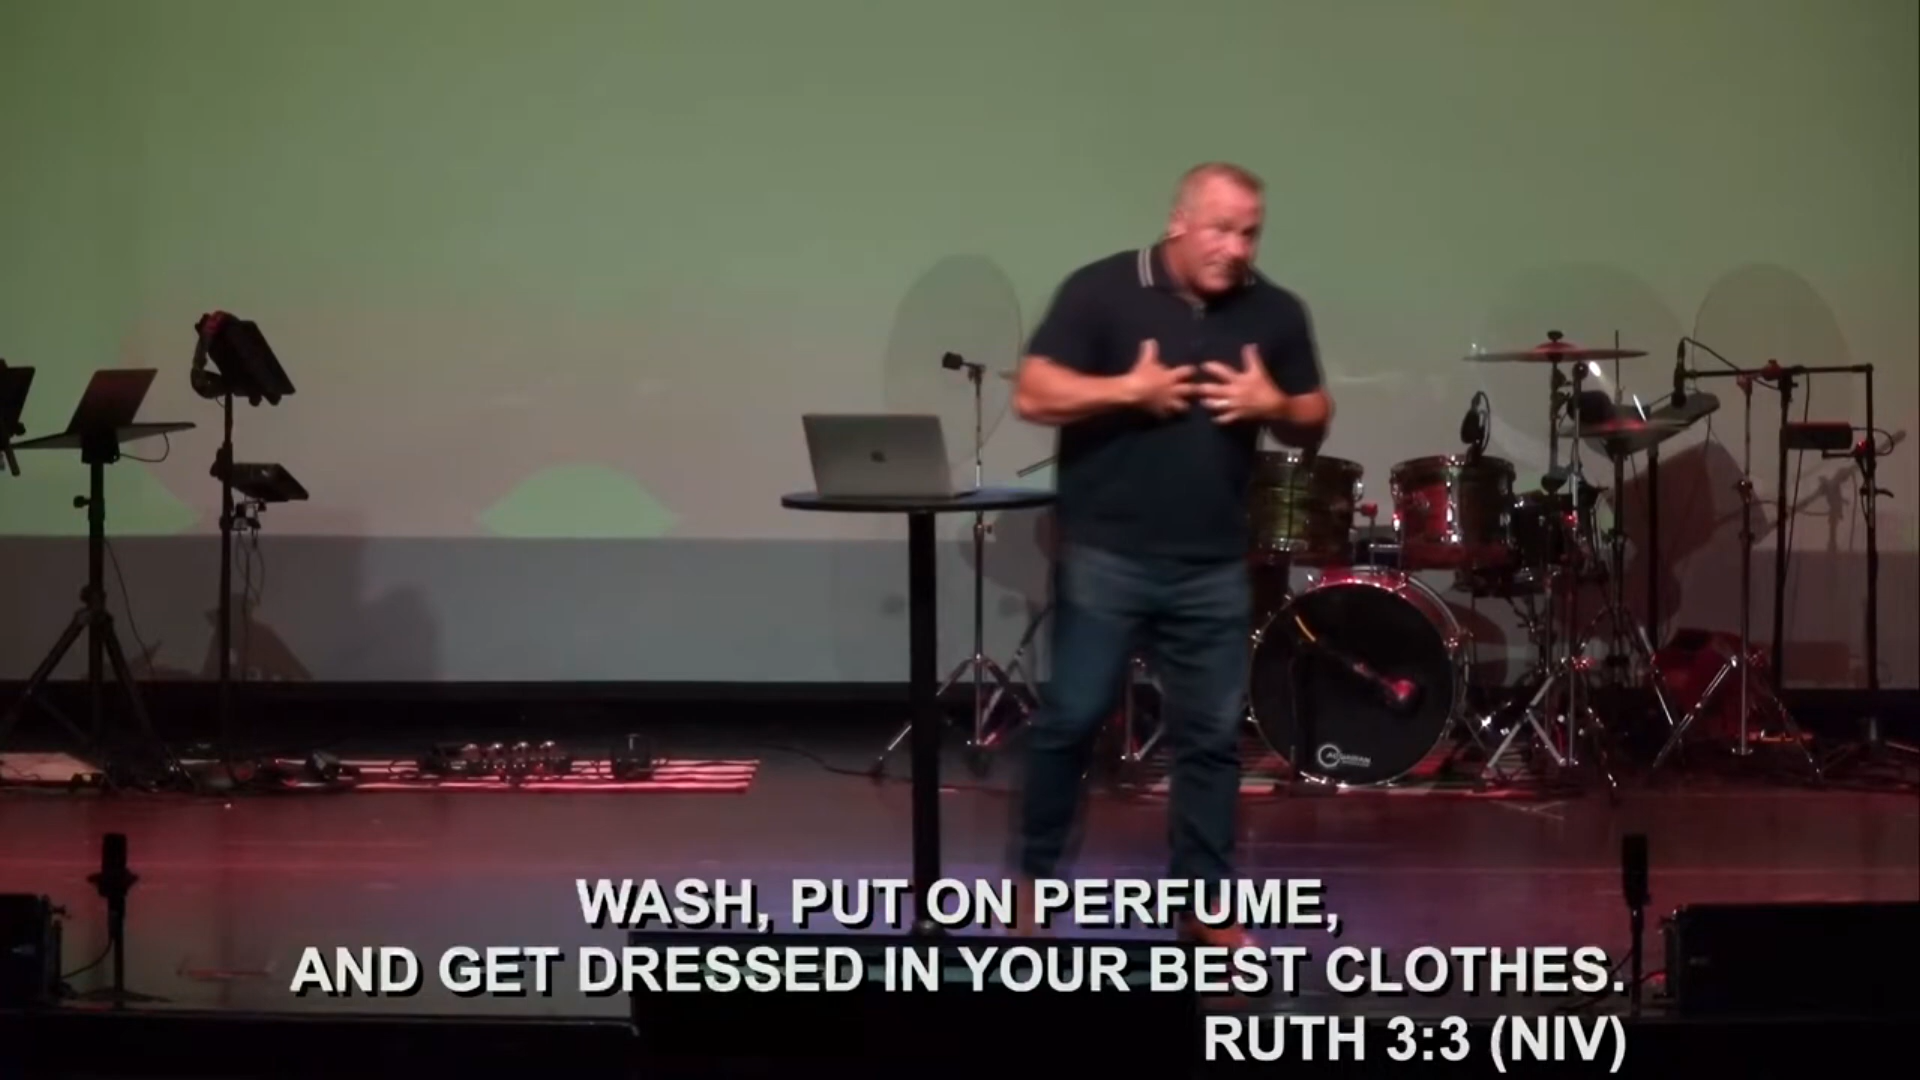 WASH, PUT ON PERFUME,
AND GET DRESSED IN YOUR BEST CLOTHES.
RUTH 3:3 (NIV)